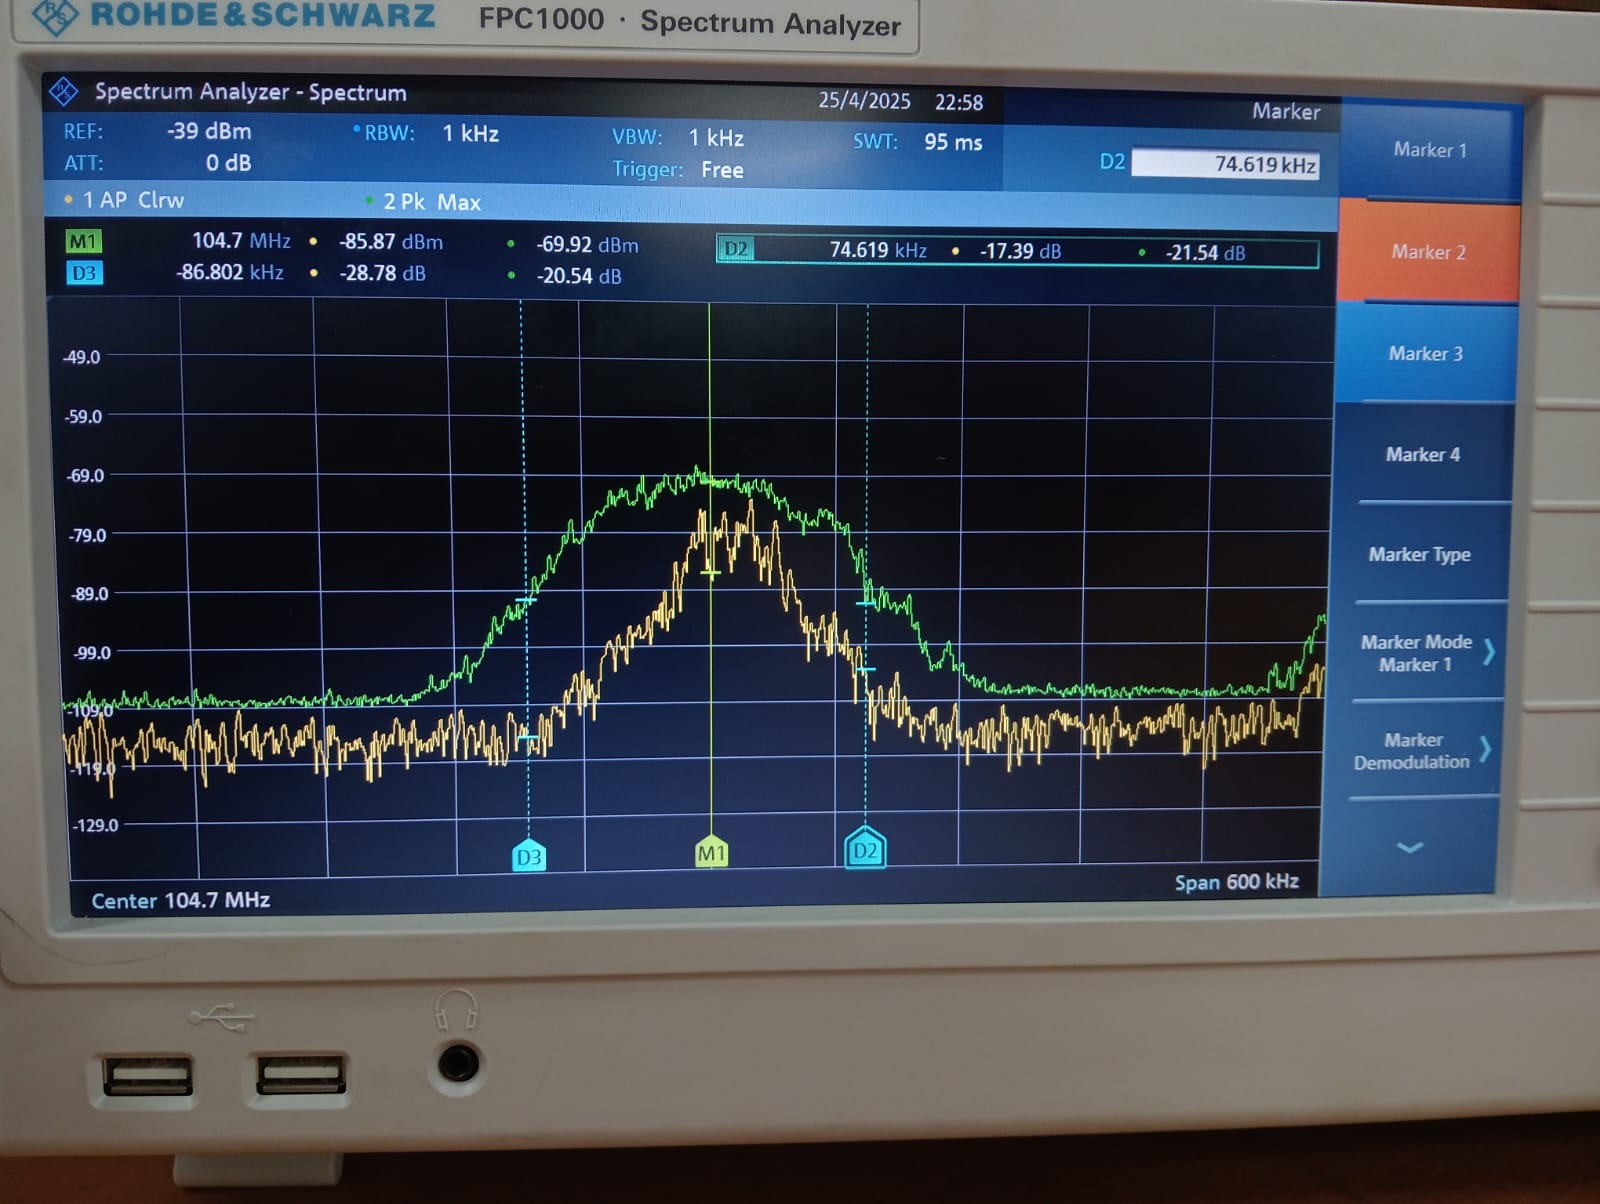 R&S ROHDE&SCHWARZ FPC1000 · Spectrum Analyzer
Spectrum Analyzer - Spectrum 25/4/2025 22:58 Marker
REF: -39 dBm RBW: 1 kHz VBW: 1 kHz SWT: 95 ms
ATT: 0 dB Trigger: Free D2 74.619 kHz
1 AP Clrw 2 Pk Max
M1 104.7 MHz -85.87 dBm -69.92 dBm D2 74.619 kHz -17.39 dB -21.54 dB
D3 -86.802 kHz -28.78 dB -20.54 dB
-49.0
-59.0
-69.0
-79.0
-89.0
-99.0
-109.0
-119.0
-129.0
D3 M1 D2
Center 104.7 MHz Span 600 kHz
Marker 1
Marker 2
Marker 3
Marker 4
Marker Type
Marker Mode
Marker 1
Marker
Demodulation